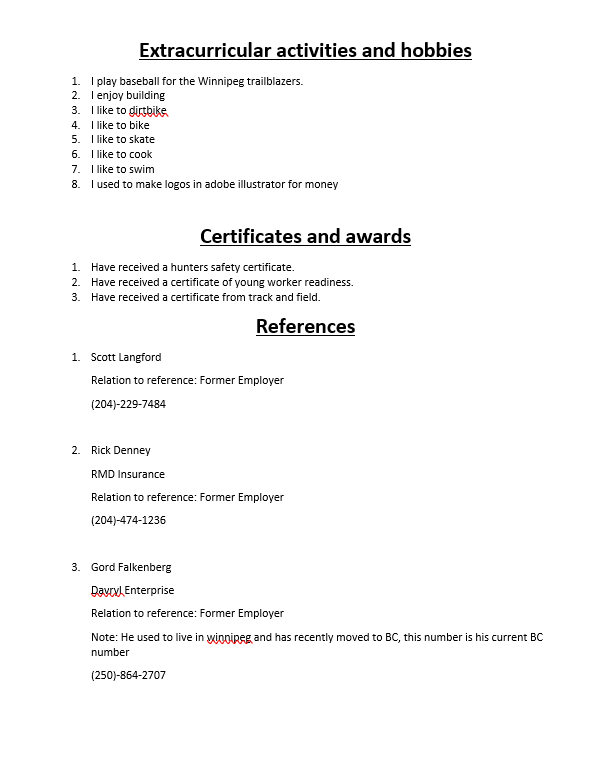 Extracurricular activities and hobbies
1. I play baseball for the Winnipeg trailblazers.
2. I enjoy building
3. I like to dirtbike
4. I like to bike
5. I like to skate
6. I like to cook
7. I like to swim
8. I used to make logos in adobe illustrator for money
Certificates and awards
1. Have received a hunters safety certificate.
2. Have received a certificate of young worker readiness.
3. Have received a certificate from track and field.
References
1. Scott Langford
Relation to reference: Former Employer
(204)-229-7484
2. Rick Denney
RMD Insurance
Relation to reference: Former Employer
(204)-474-1236
3. Gord Falkenberg
Davryl Enterprise
Relation to reference: Former Employer
Note: He used to live in winnipeg and has recently moved to BC, this number is his current BC
number
(250)-864-2707